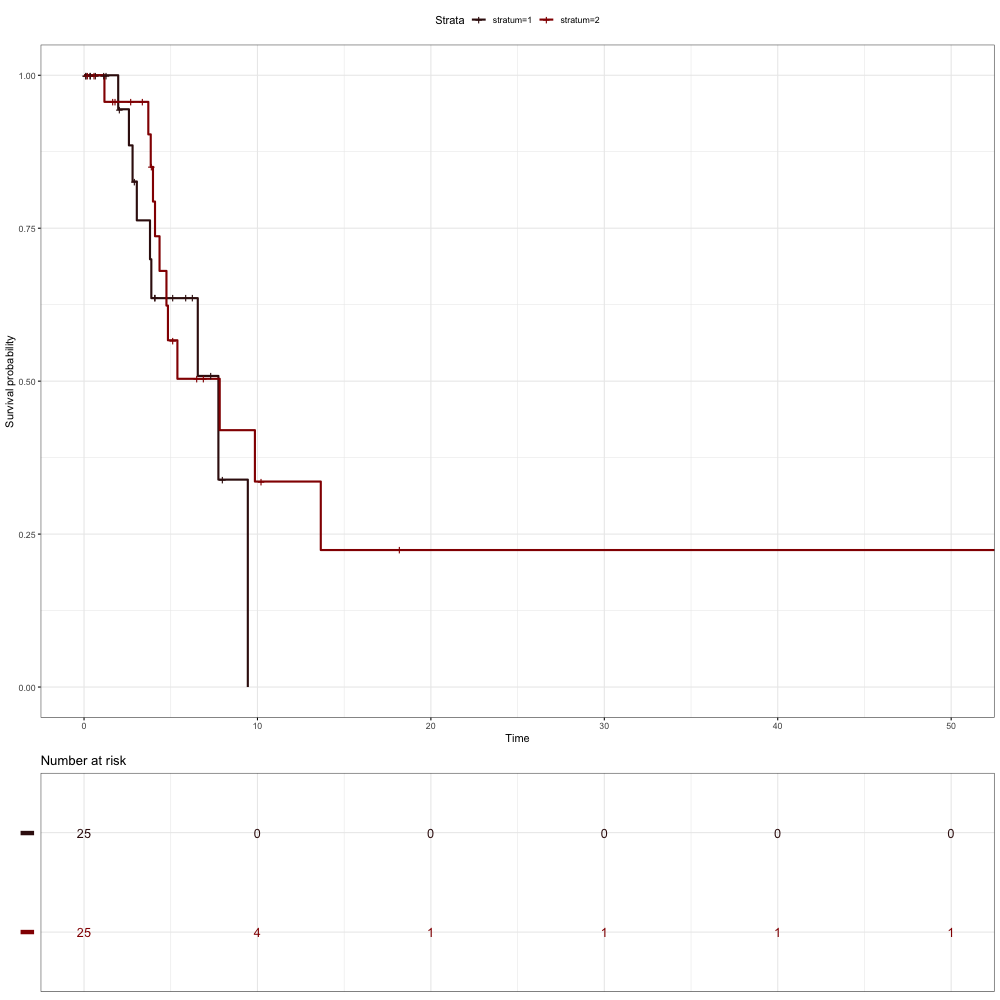 Strata stratum=1 stratum=2
1.00
0.75
0.50
0.25
0.00
Survival probability
0 10 20 30 40 50
Time
Number at risk
25 0 0 0 0 0
25 4 1 1 1 1